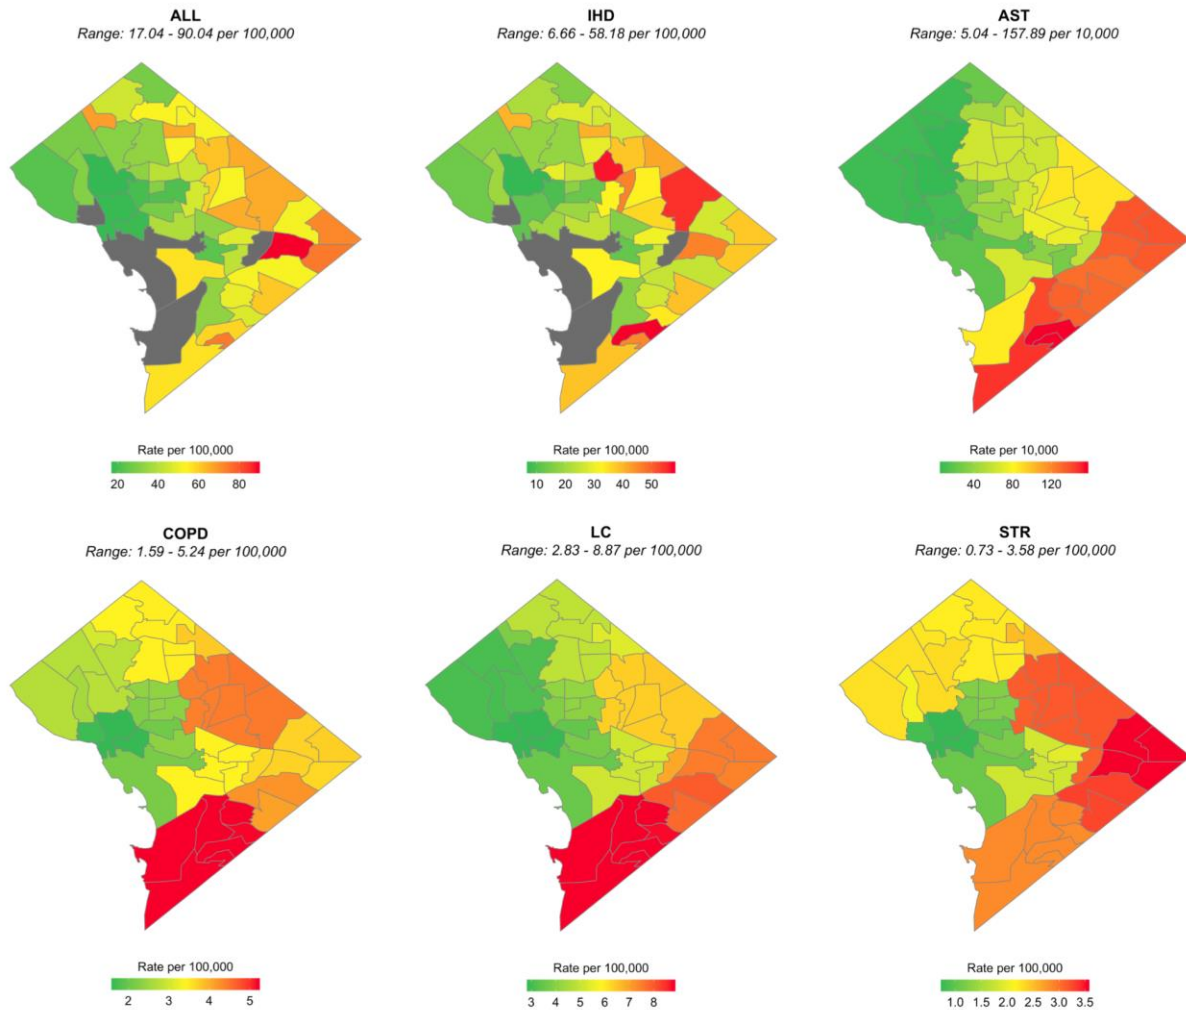 ALL
Range: 17.04 - 90.04 per 100,000
IHD
Range: 6.66 - 58.18 per 100,000
AST
Range: 5.04 - 157.89 per 10,000
Rate per 100,000
20 40 60 80
Rate per 100,000
10 20 30 40 50
Rate per 10,000
40 80 120
COPD
Range: 1.59 - 5.24 per 100,000
LC
Range: 2.83 - 8.87 per 100,000
STR
Range: 0.73 - 3.58 per 100,000
Rate per 100,000
2 3 4 5
Rate per 100,000
3 4 5 6 7 8
Rate per 100,000
1.0 1.5 2.0 2.5 3.0 3.5